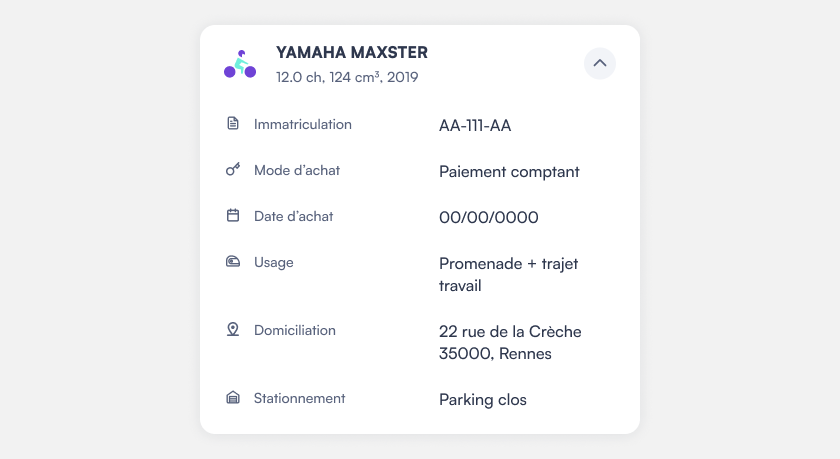 YAMAHA MAXSTER
12.0 ch, 124 cm³, 2019
Immatriculation
AA-111-AA
Mode d’achat
Paiement comptant
Date d’achat
00/00/0000
Usage
Promenade + trajet
travail
Domiciliation
22 rue de la Crèche
35000, Rennes
Stationnement
Parking clos